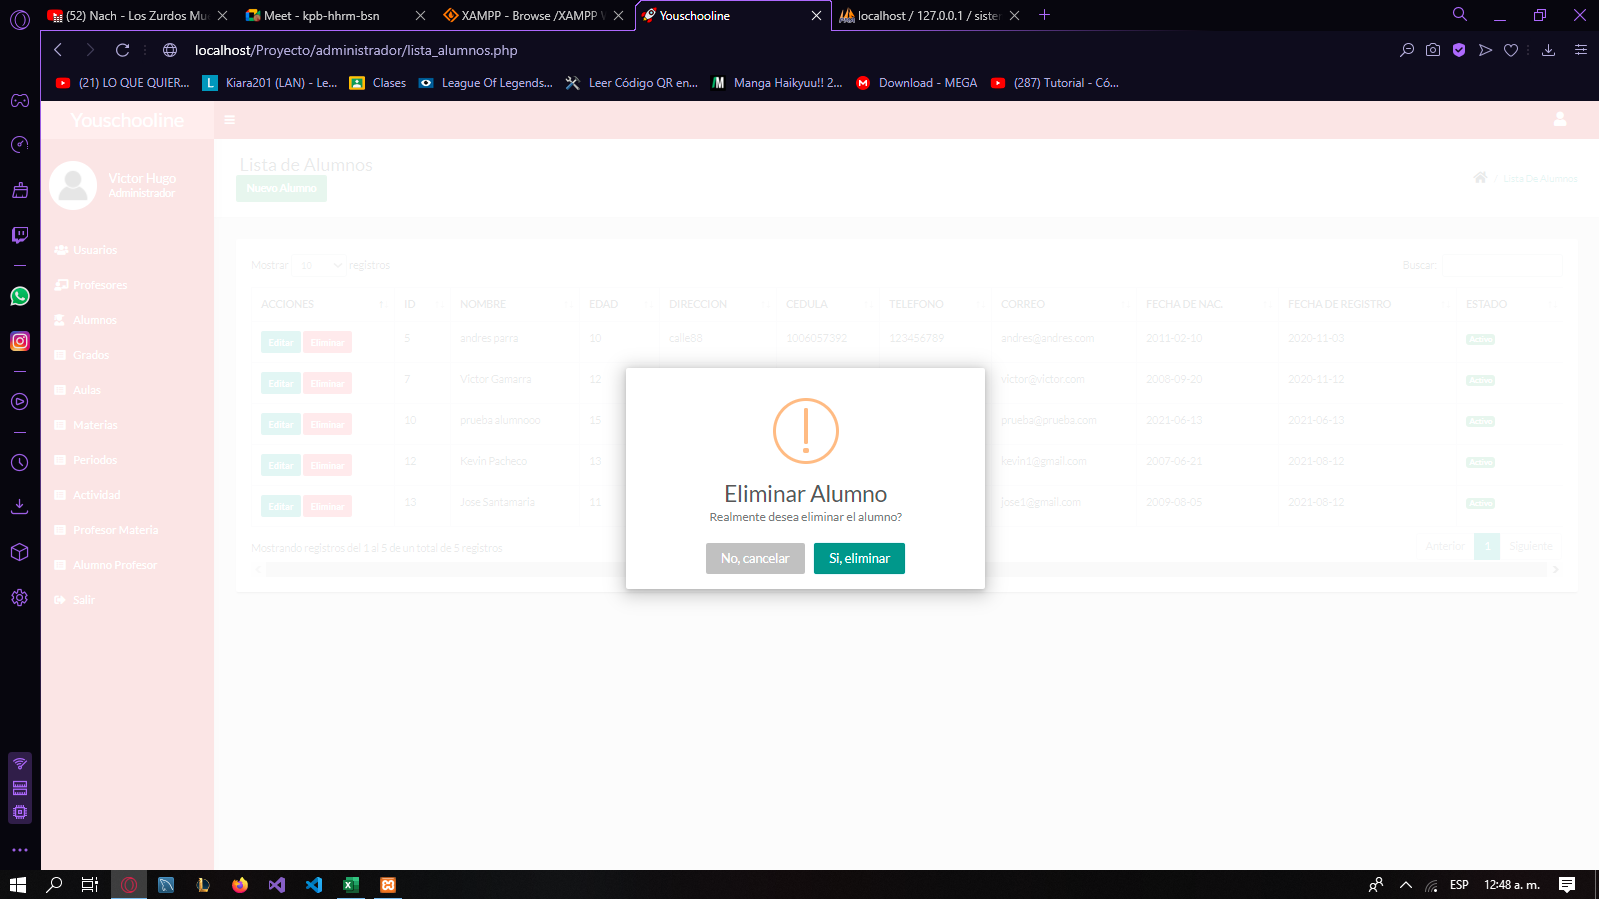 (52) Nach - Los Zurdos Mu
Meet - kpb-hhrm-bsn
XAMPP - Browse /XAMPP
Youschooline
localhost / 127.0.0.1 / sister
localhost/Proyecto/administrador/lista_alumnos.php
(21) LO QUE QUIER...
Kiara201 (LAN) - Le...
Clases
League Of Legends...
Leer Código QR en...
Manga Haikyuu!! 2...
Download - MEGA
(287) Tutorial - Có...
Youschooline
Victor Hugo
Administrador
Usuarios
Profesores
Alumnos
Grados
Aulas
Materias
Periodos
Actividad
Profesor Materia
Alumno Profesor
Salir
Lista de Alumnos
Nuevo Alumno
/ Lista De Alumnos
Mostrar 10 registros
Buscar:
ACCIONES ID NOMBRE EDAD DIRECCION CEDULA TELEFONO CORREO FECHA DE NAC. FECHA DE REGISTRO ESTADO
Editar Eliminar 5 andres parra 10 calle88 1006057392 123456789 andres@andres.com 2011-02-10 2020-11-03 Activo
Editar Eliminar 7 Victor Gamarra 12 victor@victor.com 2008-09-20 2020-11-12 Activo
Editar Eliminar 10 prueba alumnooo 15 prueba@prueba.com 2021-06-13 2021-06-13 Activo
Editar Eliminar 12 Kevin Pacheco 13 kevin1@gmail.com 2007-06-21 2021-08-12 Activo
Editar Eliminar 13 Jose Santamaria 11 jose1@gmail.com 2009-08-05 2021-08-12 Activo
Mostrando registros del 1 al 5 de un total de 5 registros
Anterior 1 Siguiente
Eliminar Alumno
Realmente desea eliminar el alumno?
No, cancelar
Si, eliminar
ESP
12:48 a. m.